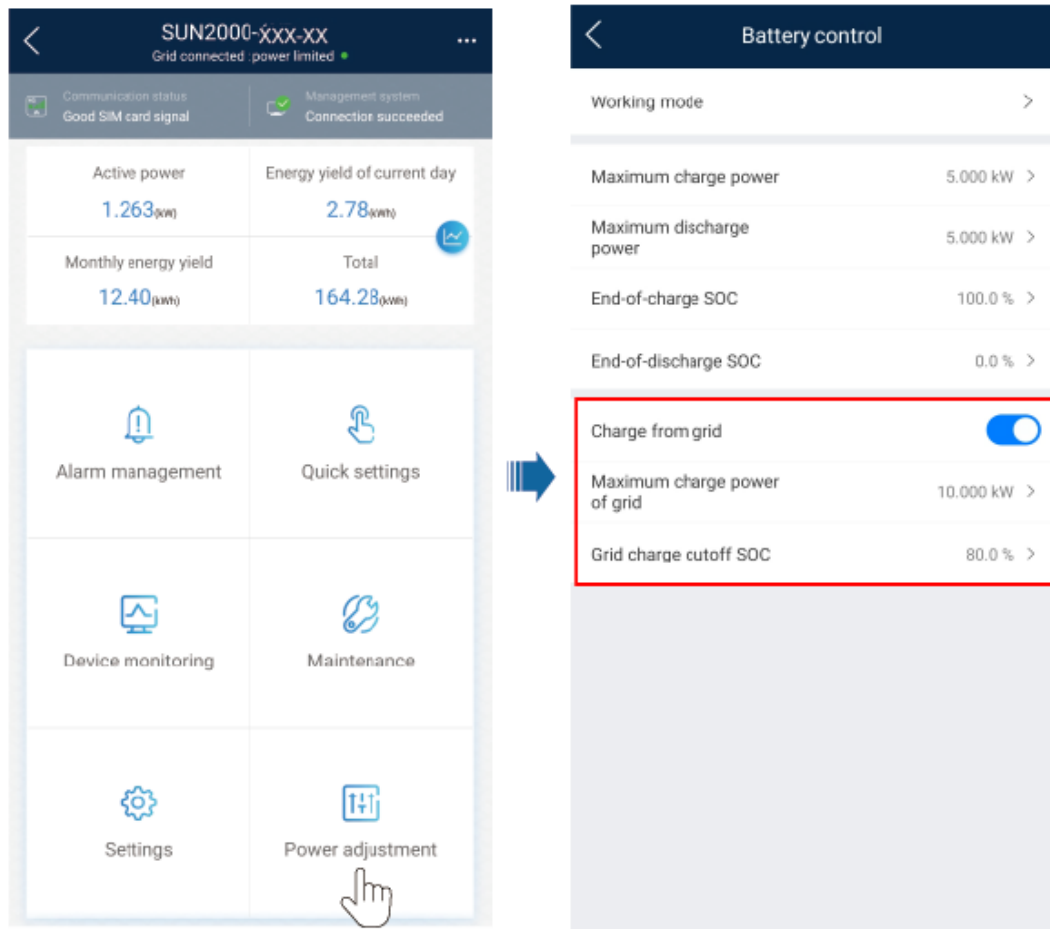 SUN2000-XXX-XX
Grid connected :power limited
Communication status
Good SIM card signal
Management system
Connection succeeded
Active power
1.263(kW)
Energy yield of current day
2.78(kWh)
Monthly energy yield
12.40(kWh)
Total
164.28(kWh)
Alarm management
Quick settings
Device monitoring
Maintenance
Settings
Power adjustment
Battery control
Working mode
Maximum charge power
5.000 kW
Maximum discharge
power
5.000 kW
End-of-charge SOC
100.0 %
End-of-discharge SOC
0.0 %
Charge from grid
Maximum charge power
of grid
10.000 kW
Grid charge cutoff SOC
80.0 %